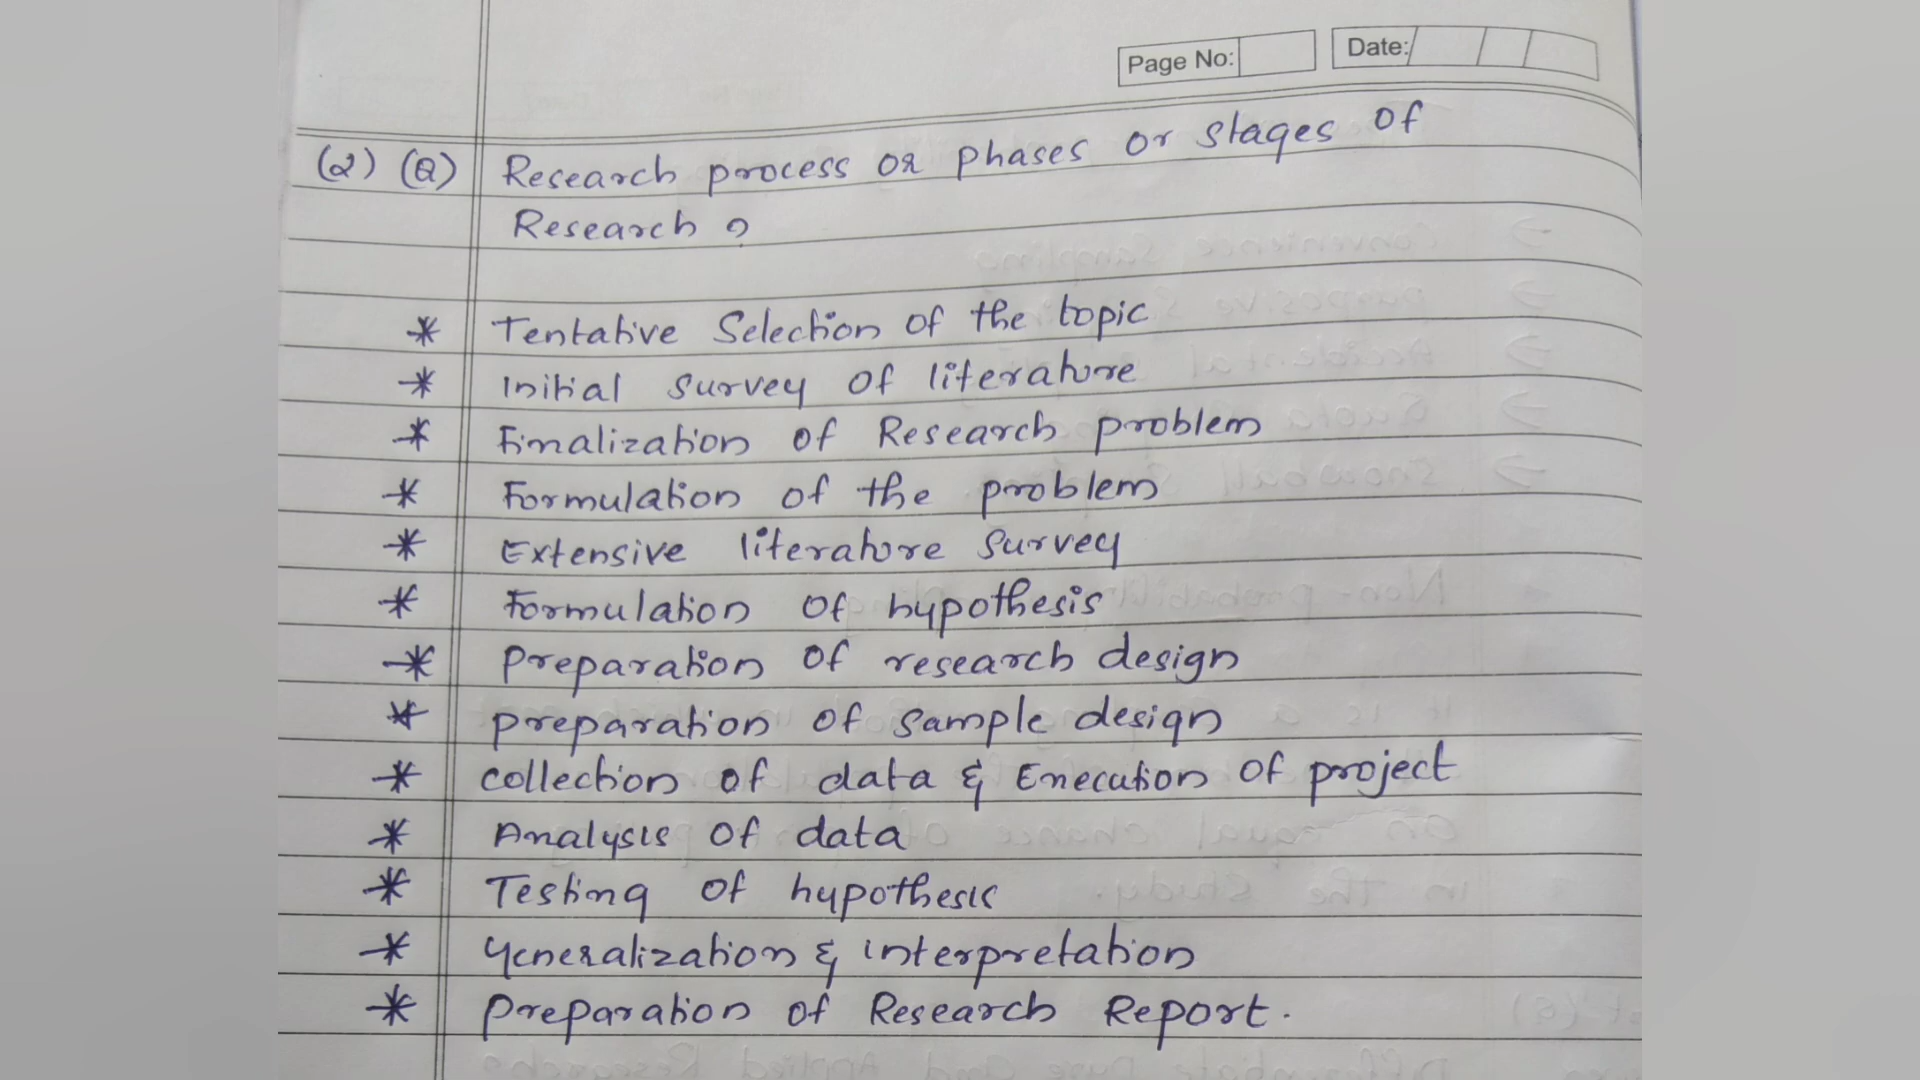 Page No: Date:
(2) (a) Research process or phases or stages of
Research ?
* Tentative Selection of the topic
* Initial survey of literature
* Finalization of Research problem
* Formulation of the problem
* Extensive literature survey
* Formulation of hypothesis
* Preparation of research design
* preparation of sample design
* collection of data & Execution of project
* Analysis of data
* Testing of hypothesis
* Generalization & interpretation
* Preparation of Research Report.